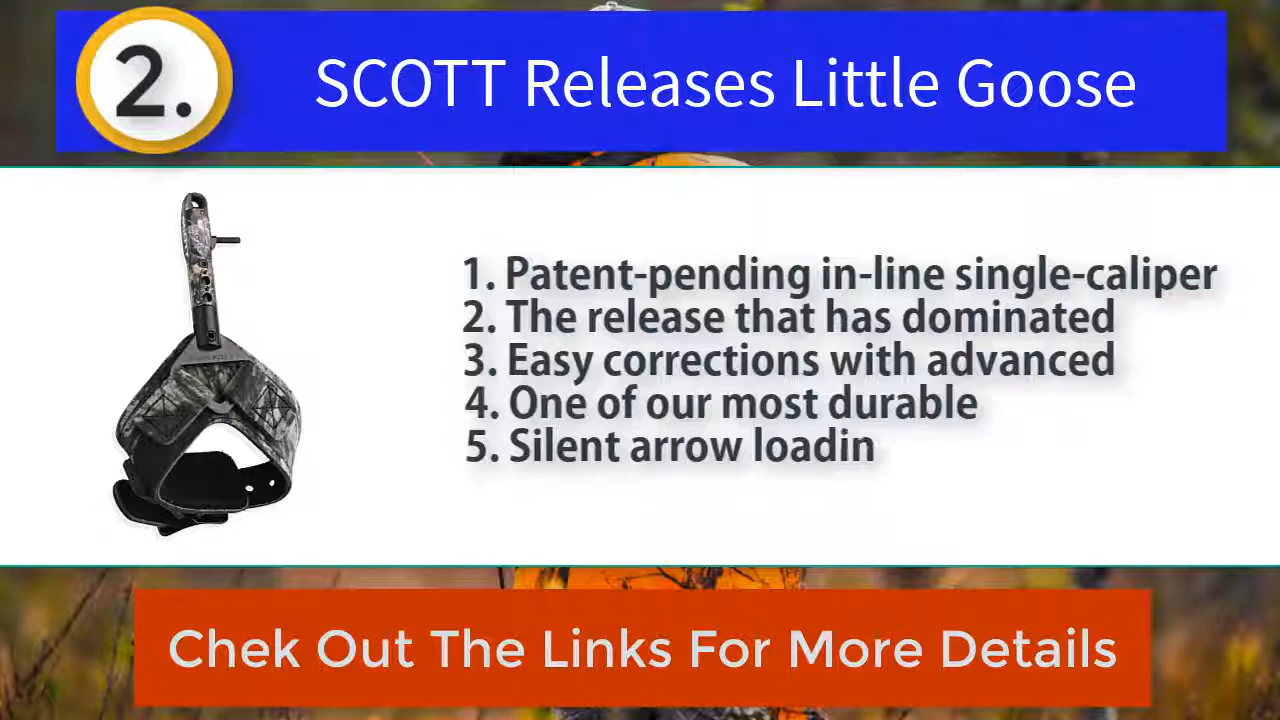 2.
SCOTT Releases Little Goose
1. Patent-pending in-line single-caliper
2. The release that has dominated
3. Easy corrections with advanced
4. One of our most durable
5. Silent arrow loadin
Chek Out The Links For More Details